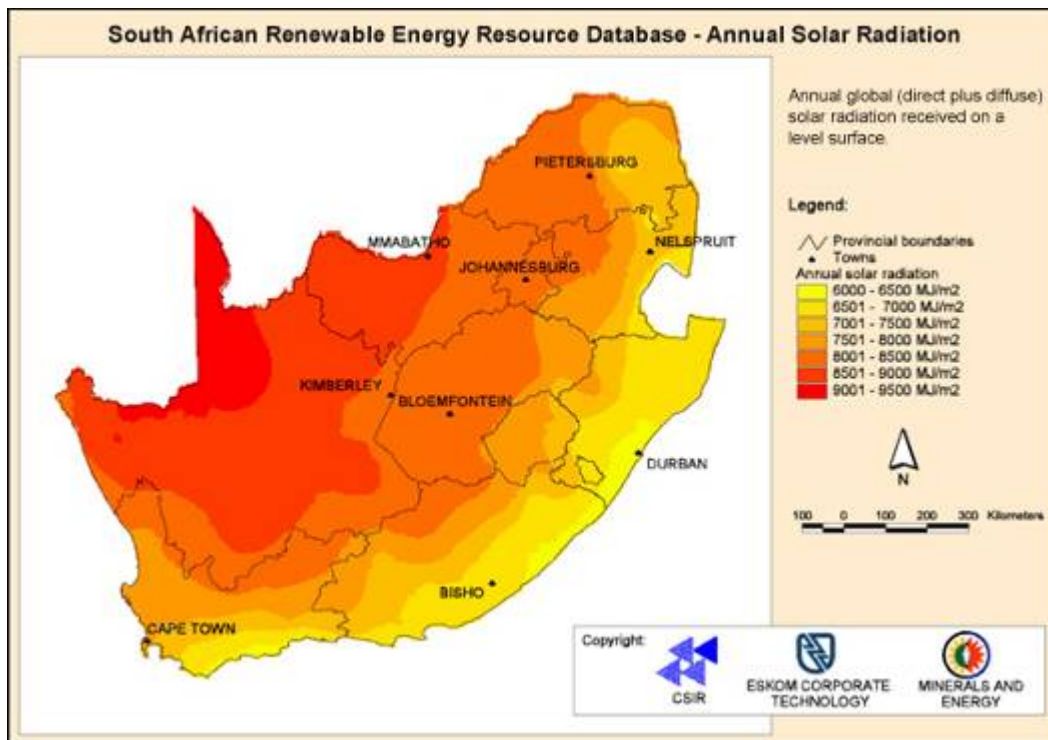 South African Renewable Energy Resource Database - Annual Solar Radiation
Annual global (direct plus diffuse)
solar radiation received on a
level surface.
PIETERSBURG
Legend:
Provincial boundaries
Towns
Annual solar radiation
6000 - 6500 MJ/m2
6501 - 7000 MJ/m2
7001 - 7500 MJ/m2
7501 - 8000 MJ/m2
8001 - 8500 MJ/m2
8501 - 9000 MJ/m2
9001 - 9500 MJ/m2
MMABATHO
NELSPRUIT
JOHANNESBURG
KIMBERLEY
BLOEMFONTEIN
DURBAN
N
100 0 100 200 300 Kilometers
BISHO
CAPE TOWN
Copyright:
CSIR
ESKOM CORPORATE
TECHNOLOGY
MINERALS AND
ENERGY